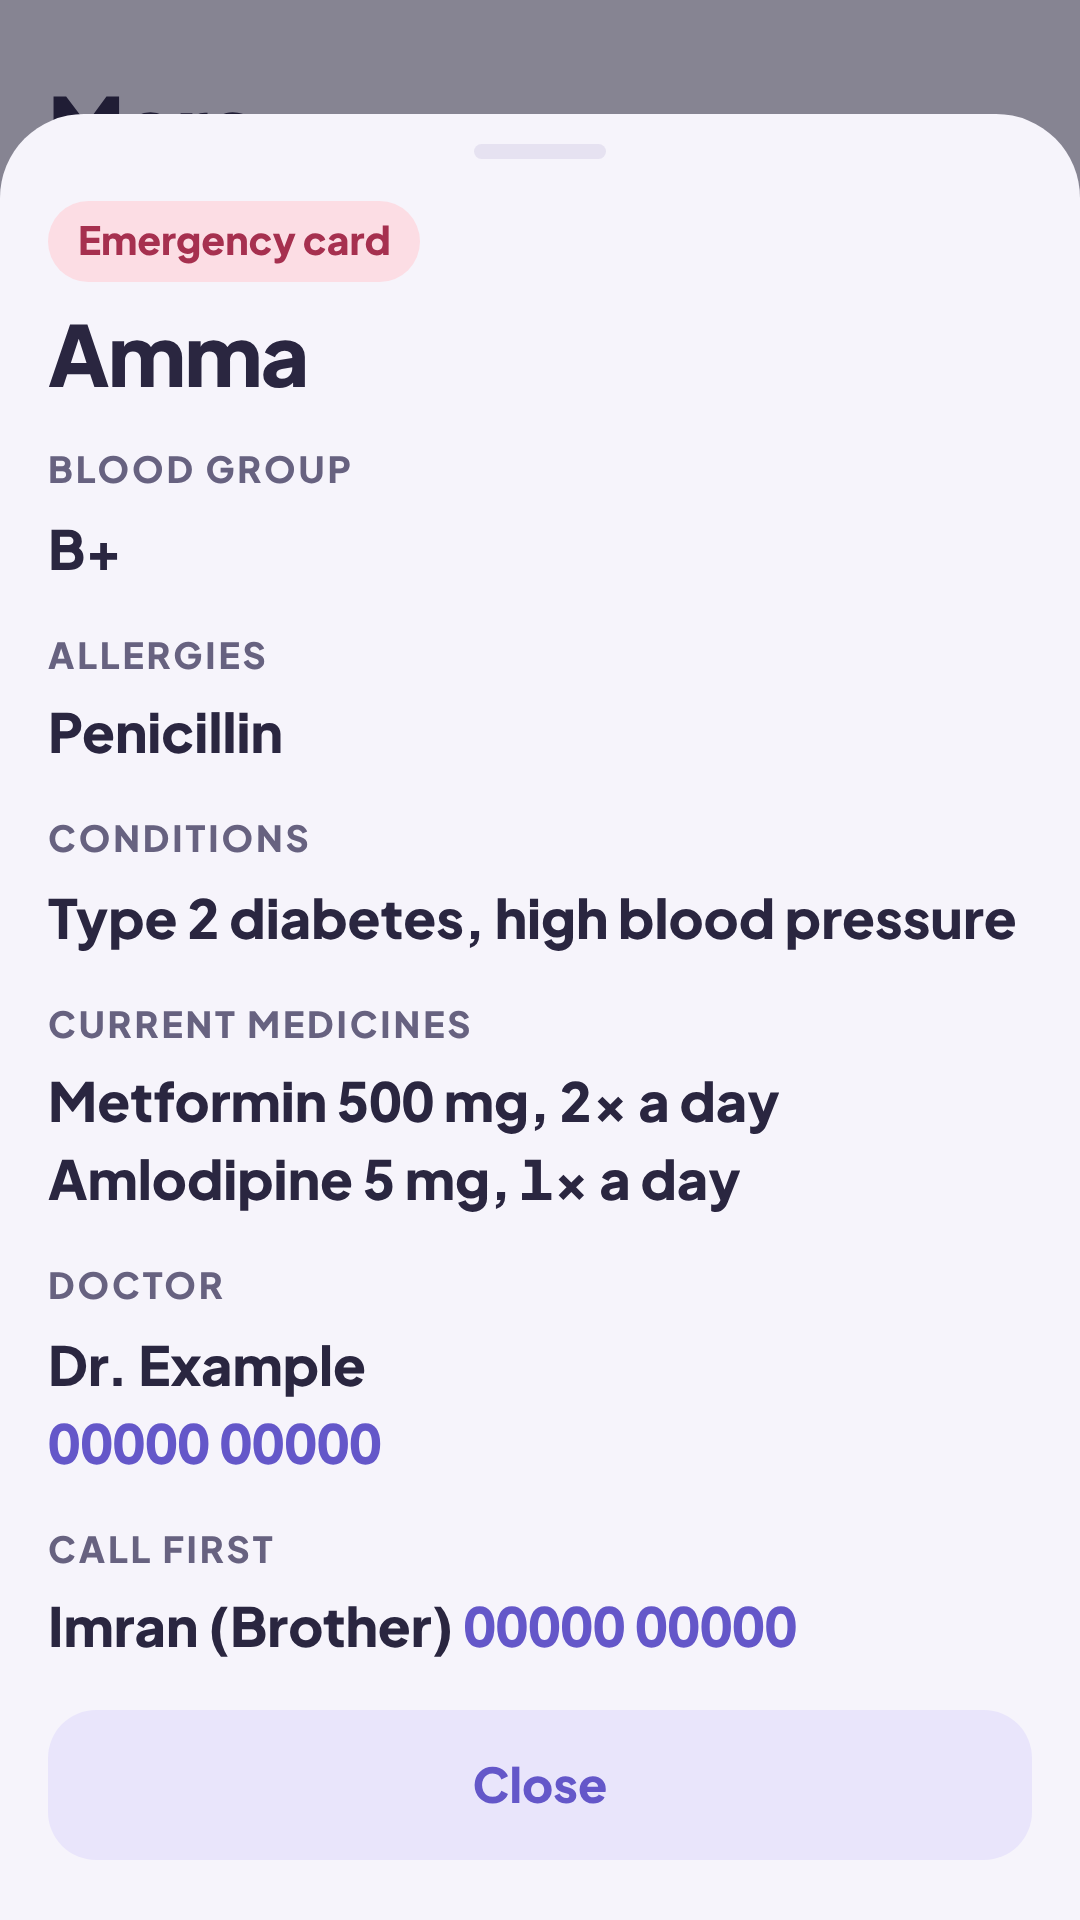 Emergency card
Amma
BLOOD GROUP
B+
ALLERGIES
Penicillin
CONDITIONS
Type 2 diabetes, high blood pressure
CURRENT MEDICINES
Metformin 500 mg, 2× a day
Amlodipine 5 mg, 1× a day
DOCTOR
Dr. Example
00000 00000
CALL FIRST
Imran (Brother) 00000 00000
Close